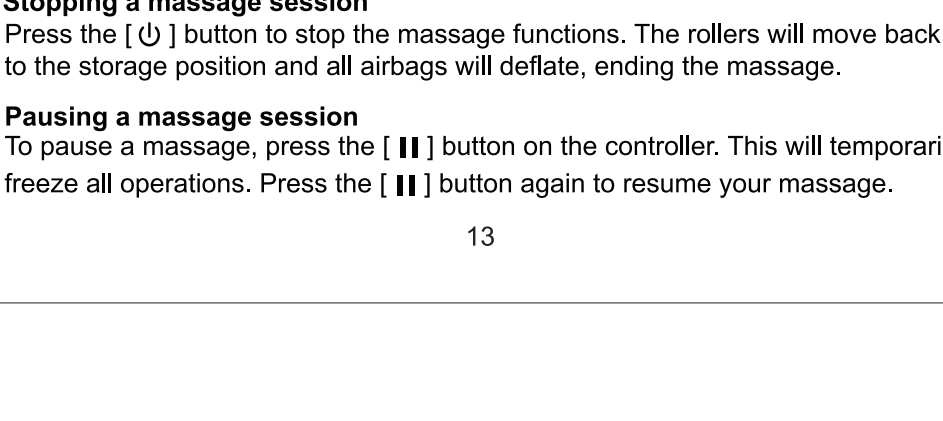 Stopping a massage session
Press the [ ⏻ ] button to stop the massage functions. The rollers will move back
to the storage position and all airbags will deflate, ending the massage.
Pausing a massage session
To pause a massage, press the [ ⏸ ] button on the controller. This will temporari
freeze all operations. Press the [ ⏸ ] button again to resume your massage.
13